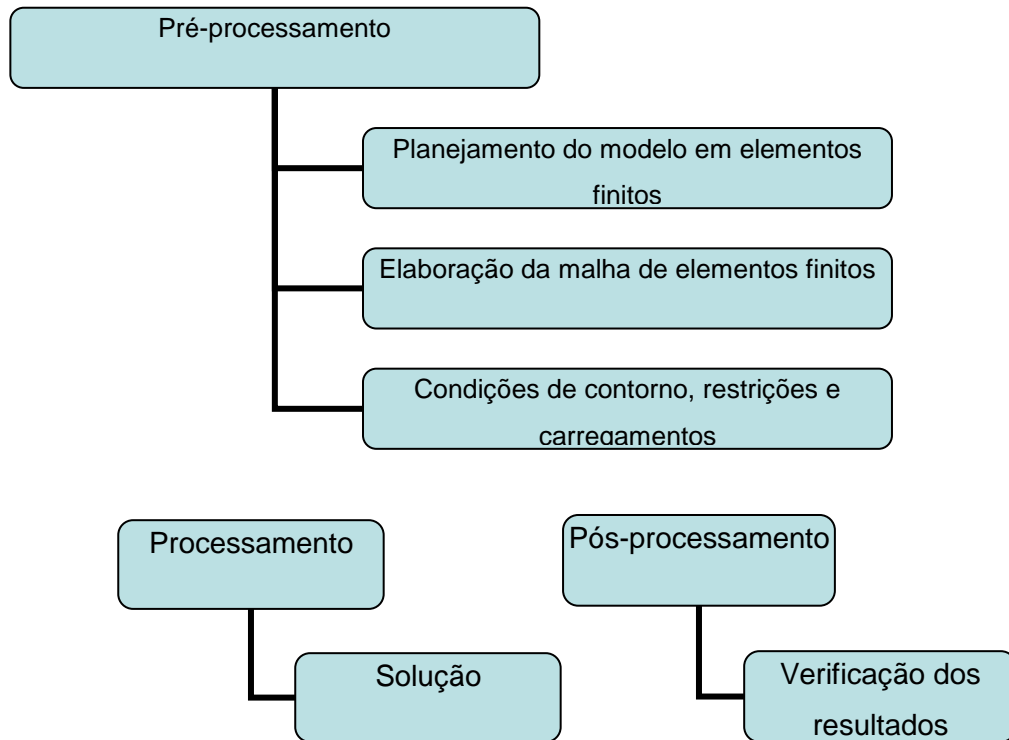 Pré-processamento
Planejamento do modelo em elementos
finitos
Elaboração da malha de elementos finitos
Condições de contorno, restrições e
carregamentos
Processamento
Solução
Pós-processamento
Verificação dos
resultados